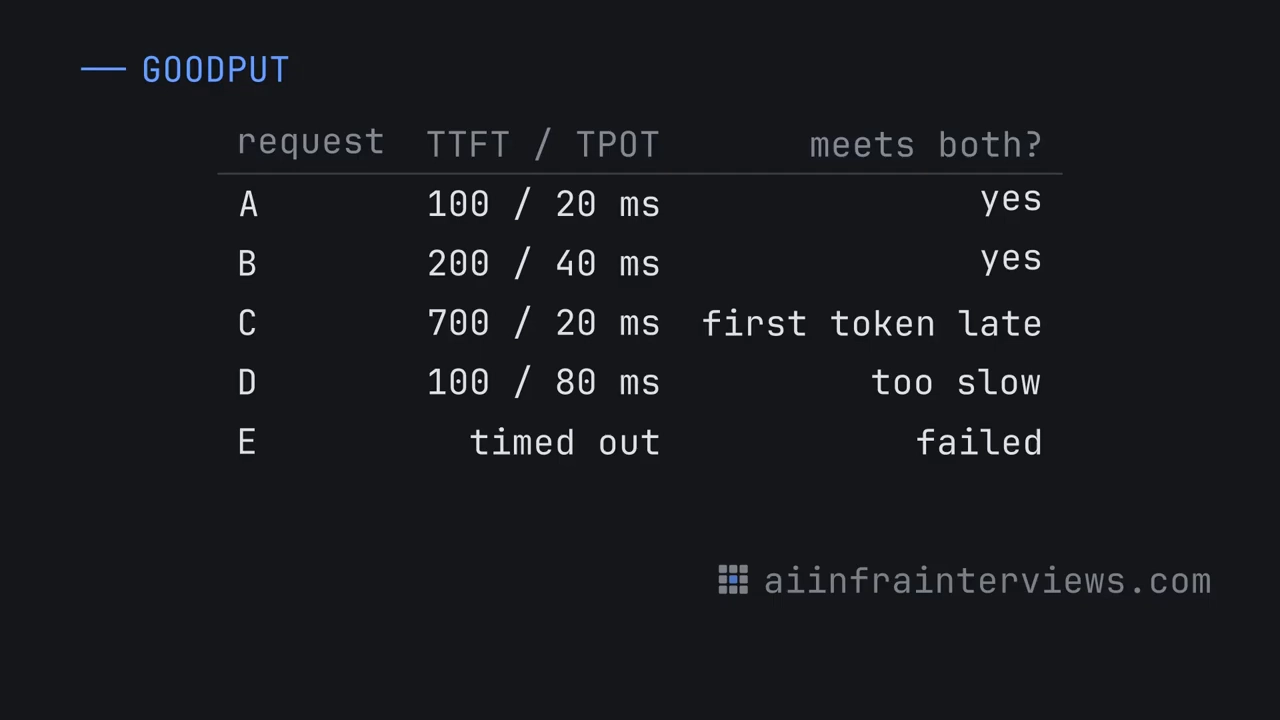 GOODPUT
request TTFT / TPOT meets both?
A 100 / 20 ms yes
B 200 / 40 ms yes
C 700 / 20 ms first token late
D 100 / 80 ms too slow
E timed out failed
aiinfrainterviews.com